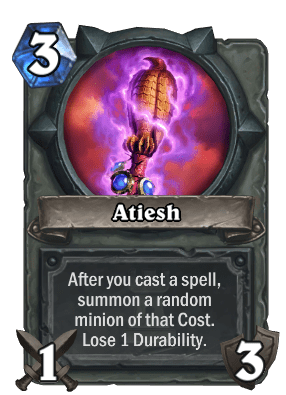 3
Atiesh
After you cast a spell,
summon a random
minion of that Cost.
Lose 1 Durability.
1
3